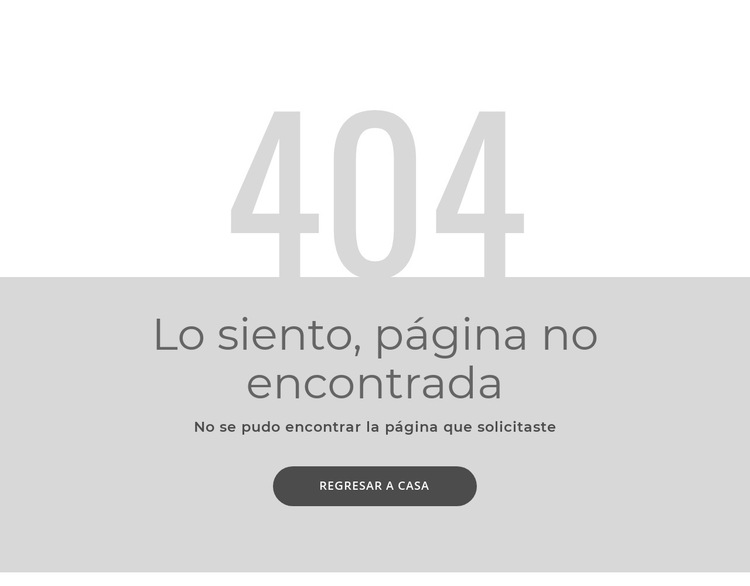 404
Lo siento, página no
encontrada
No se pudo encontrar la página que solicitaste
REGRESAR A CASA